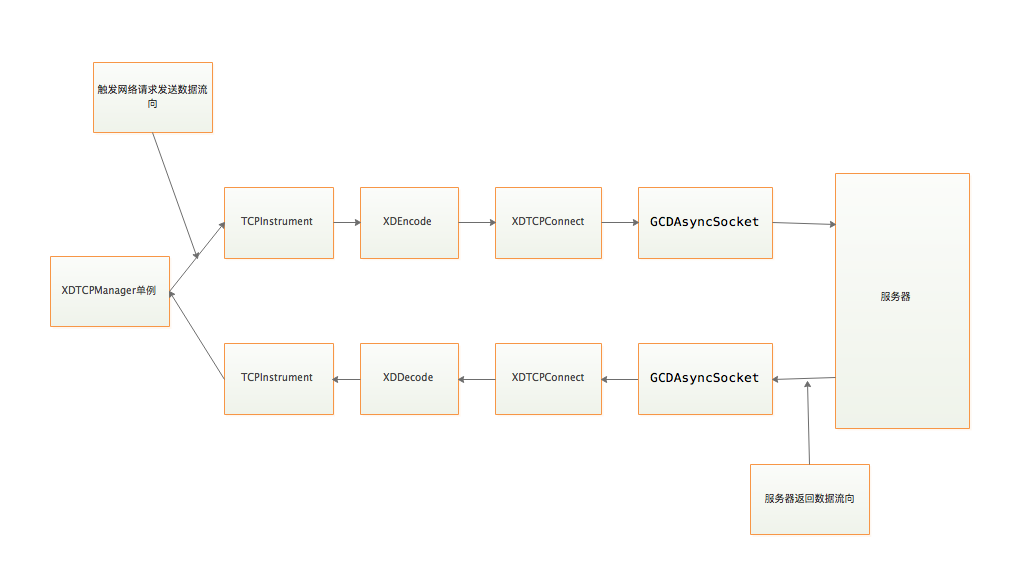 触发网络请求发送数据流
向
TCPInstrument
XDEncode
XDTCPConnect
GCDAsyncSocket
XDTCPManager单例
服务器
TCPInstrument
XDDecode
XDTCPConnect
GCDAsyncSocket
服务器返回数据流向